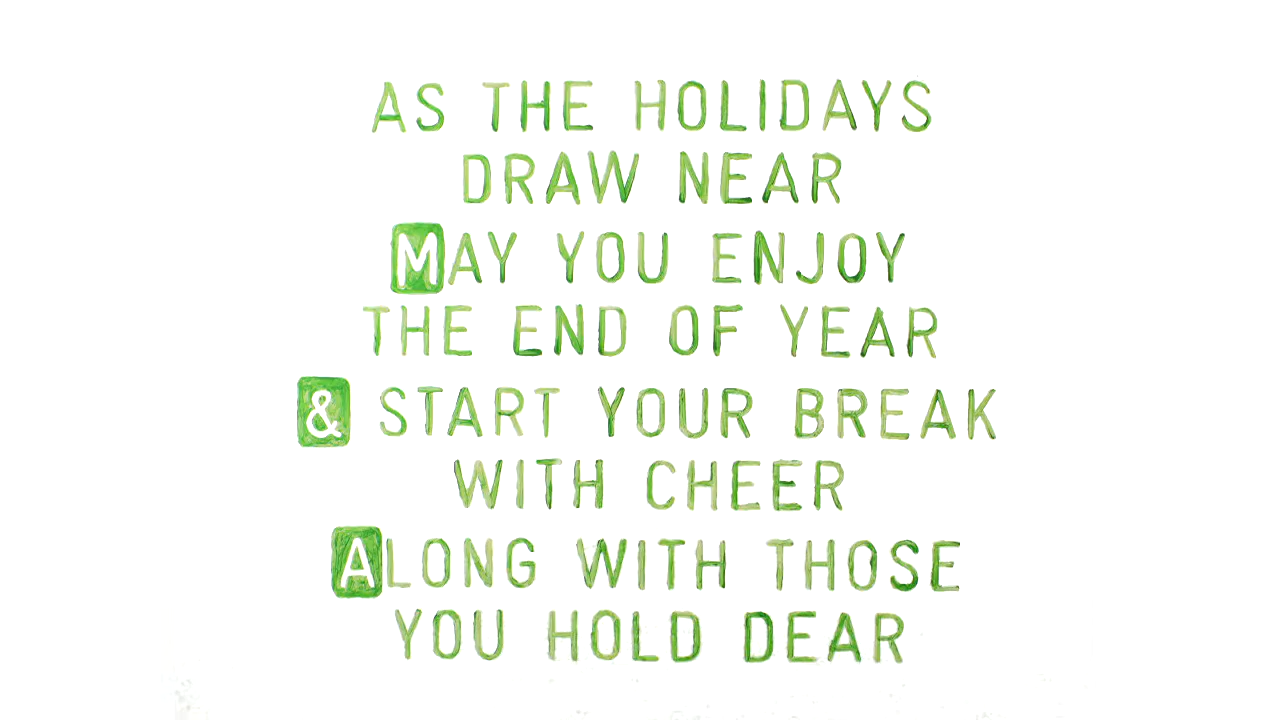 AS THE HOLIDAYS
DRAW NEAR
MAY YOU ENJOY
THE END OF YEAR
& START YOUR BREAK
WITH CHEER
ALONG WITH THOSE
YOU HOLD DEAR